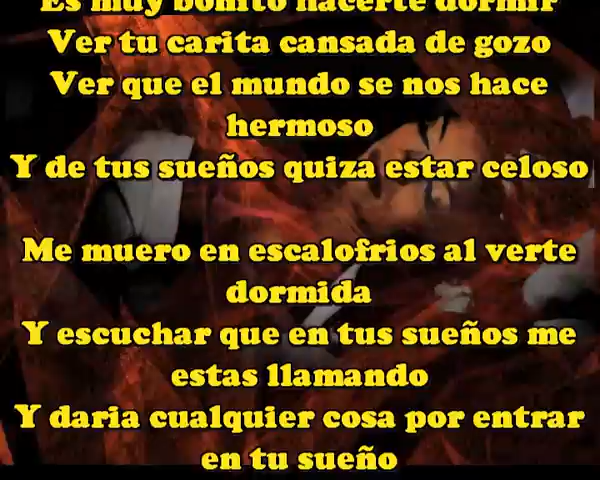 Es muy bonito hacerte dormir
Ver tu carita cansada de gozo
Ver que el mundo se nos hace
hermoso
Y de tus sueños quiza estar celoso
Me muero en escalofrios al verte
dormida
Y escuchar que en tus sueños me
estas llamando
Y daria cualquier cosa por entrar
en tu sueño